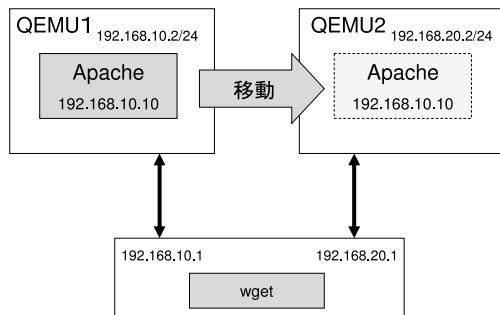 QEMU1
192.168.10.2/24
Apache
192.168.10.10
移動
QEMU2
192.168.20.2/24
Apache
192.168.10.10
192.168.10.1
192.168.20.1
wget